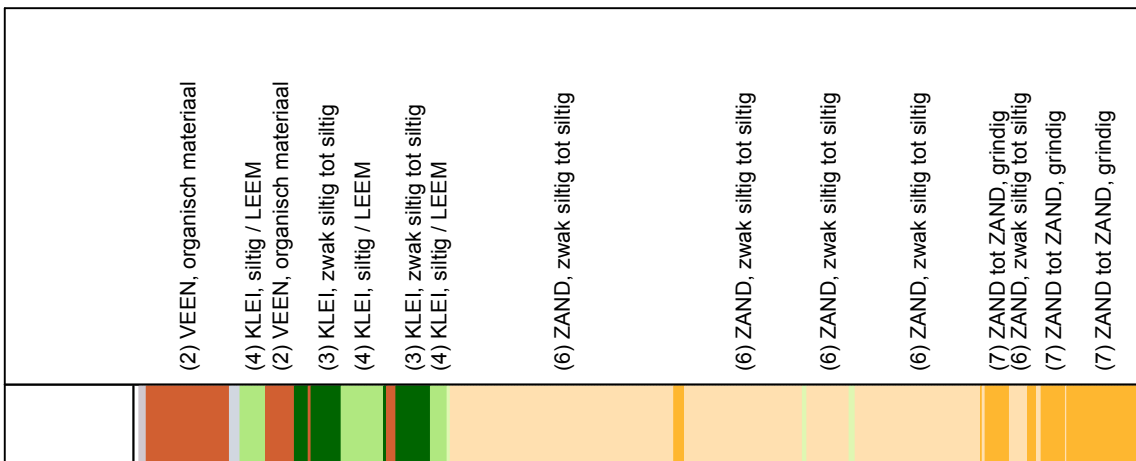 (2) VEEN, organisch materiaal
(4) KLEI, siltig / LEEM
(2) VEEN, organisch materiaal
(3) KLEI, zwak siltig tot siltig
(4) KLEI, siltig / LEEM
(3) KLEI, zwak siltig tot siltig
(4) KLEI, siltig / LEEM
(6) ZAND, zwak siltig tot siltig
(6) ZAND, zwak siltig tot siltig
(6) ZAND, zwak siltig tot siltig
(6) ZAND, zwak siltig tot siltig
(7) ZAND tot ZAND, grindig
(6) ZAND, zwak siltig tot siltig
(7) ZAND tot ZAND, grindig
(7) ZAND tot ZAND, grindig